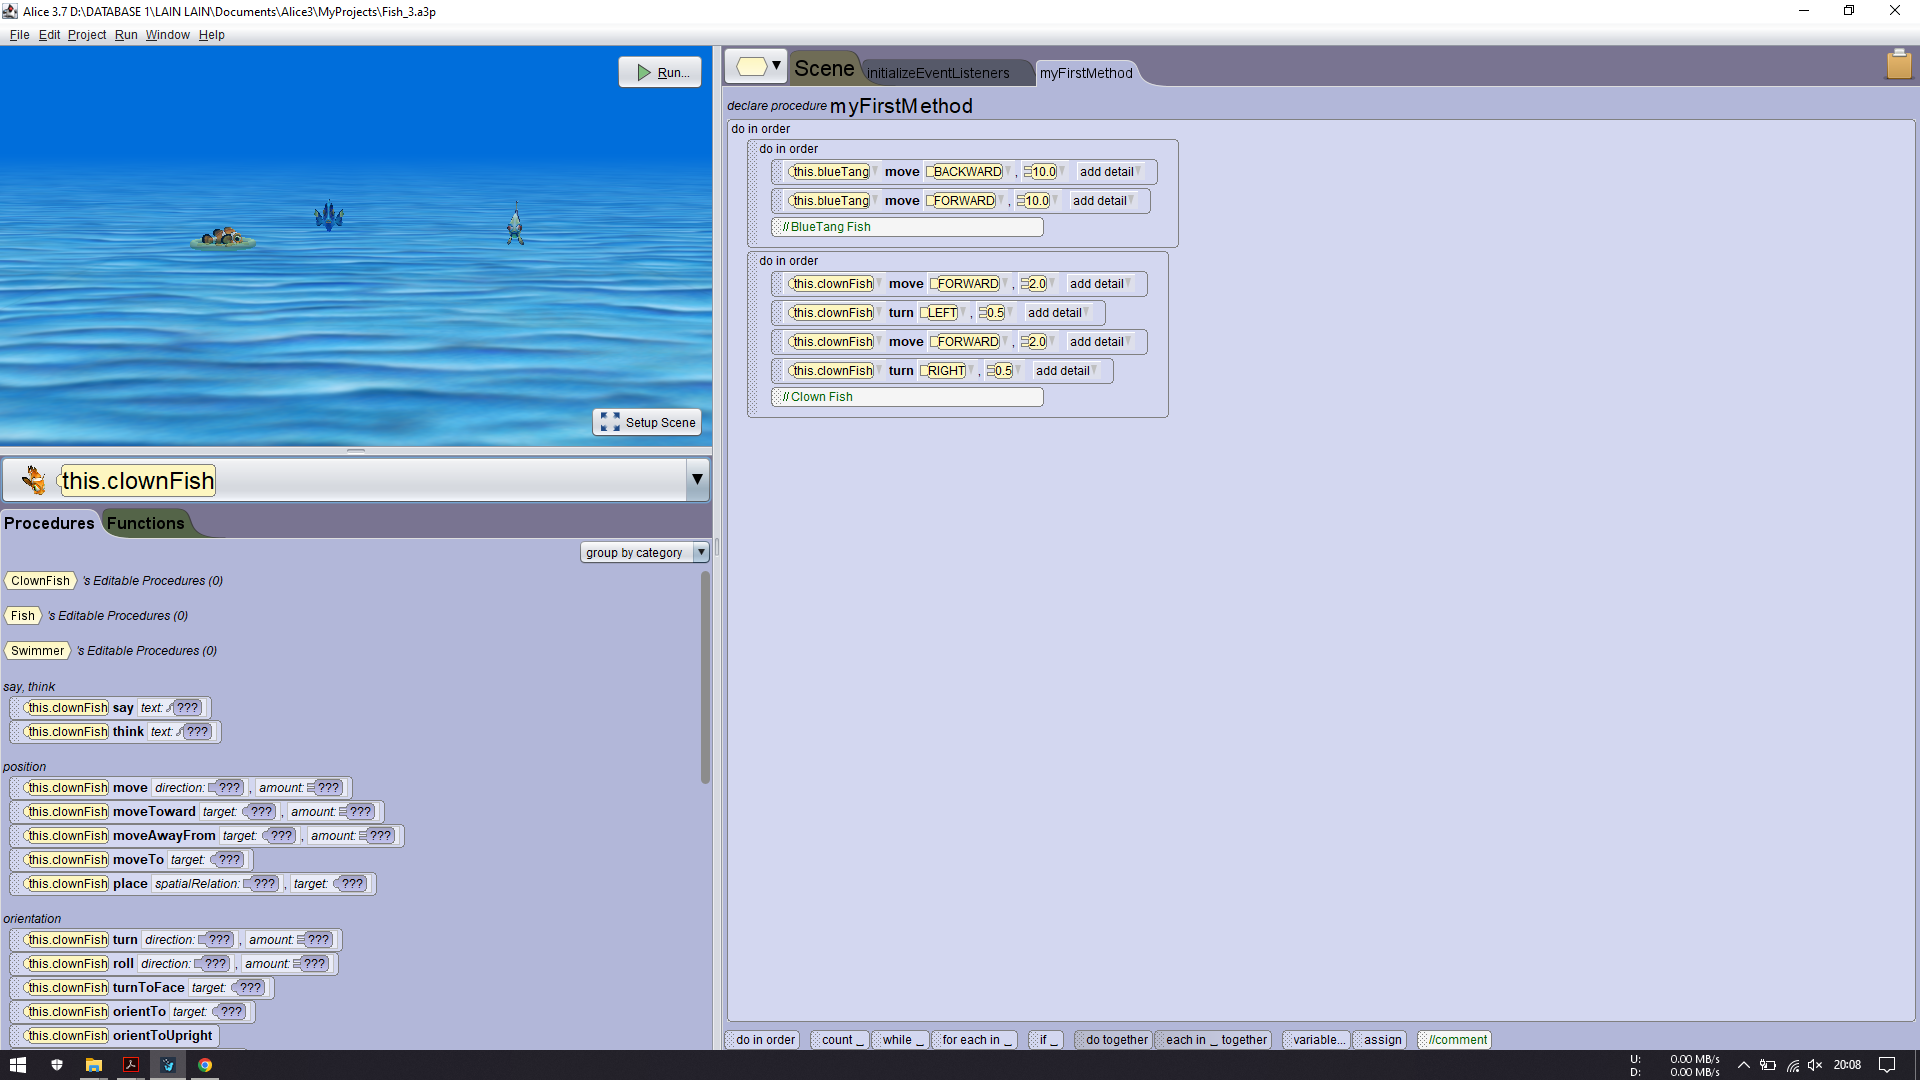 Alice 3.7 D:\DATABASE 1\LAIN LAIN\Documents\Alice3\MyProjects\Fish_3.a3p
File Edit Project Run Window Help
Run...
Setup Scene
this.clownFish
Procedures Functions
group by category
ClownFish 's Editable Procedures (0)
Fish 's Editable Procedures (0)
Swimmer 's Editable Procedures (0)
say, think
this.clownFish say text: ???
this.clownFish think text: ???
position
this.clownFish move direction: ??? , amount: ???
this.clownFish moveToward target: ??? , amount: ???
this.clownFish moveAwayFrom target: ??? , amount: ???
this.clownFish moveTo target: ???
this.clownFish place spatialRelation: ??? , target: ???
orientation
this.clownFish turn direction: ??? , amount: ???
this.clownFish roll direction: ??? , amount: ???
this.clownFish turnToFace target: ???
this.clownFish orientTo target: ???
this.clownFish orientToUpright
Scene initializeEventListeners myFirstMethod
declare procedure myFirstMethod
do in order
do in order
this.blueTang move BACKWARD , 10.0 add detail
this.blueTang move FORWARD , 10.0 add detail
//BlueTang Fish
do in order
this.clownFish move FORWARD , 2.0 add detail
this.clownFish turn LEFT , 0.5 add detail
this.clownFish move FORWARD , 2.0 add detail
this.clownFish turn RIGHT , 0.5 add detail
//Clown Fish
do in order count _ while _ for each in _ if _ do together each in _ together variable... assign //comment
U: 0.00 MB/s
D: 0.00 MB/s
20:08